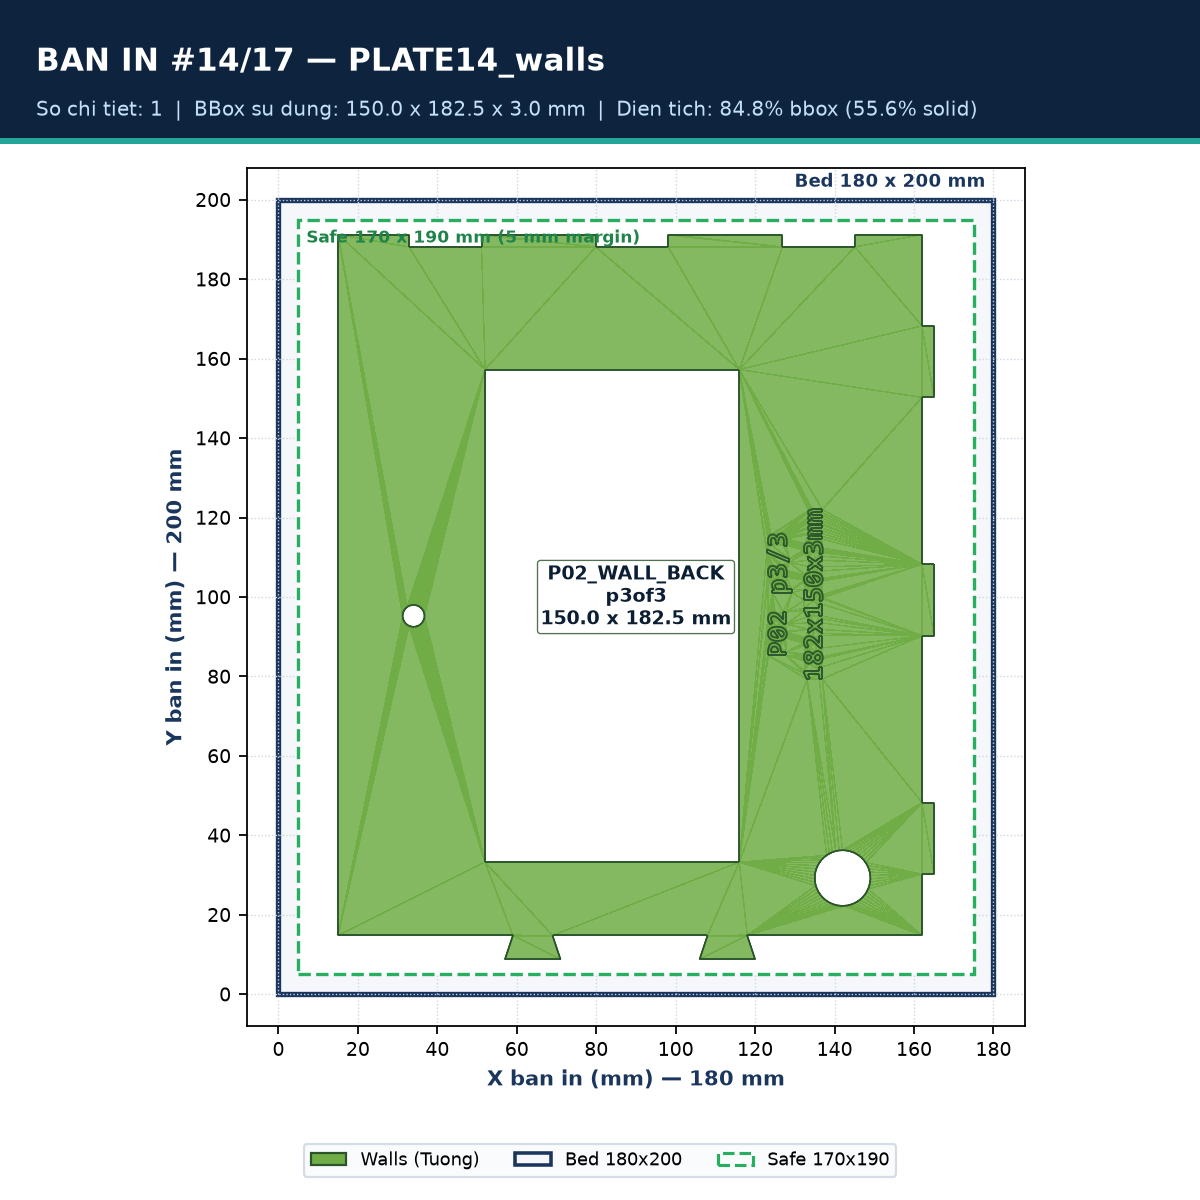 BAN IN #14/17 — PLATE14_walls
So chi tiet: 1 | BBox su dung: 150.0 x 182.5 x 3.0 mm | Dien tich: 84.8% bbox (55.6% solid)
Bed 180 x 200 mm
Safe 170 x 190 mm (5 mm margin)
200
180
160
140
120
100
80
60
40
20
0
Y ban in (mm) — 200 mm
P02_WALL_BACK
p3of3
150.0 x 182.5 mm
P02 p3/3
182x150x3mm
0 20 40 60 80 100 120 140 160 180
X ban in (mm) — 180 mm
Walls (Tuong) Bed 180x200 Safe 170x190